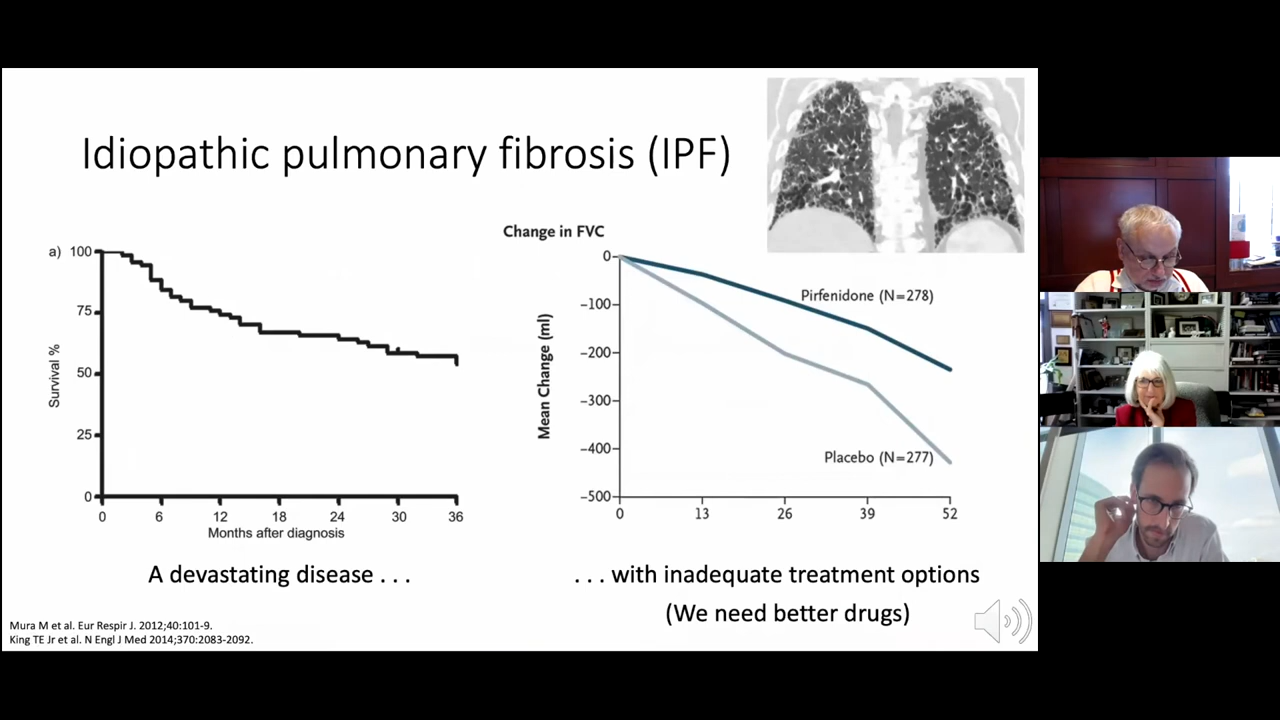 Idiopathic pulmonary fibrosis (IPF)
a)
100
75
50
25
0
Survival %
0 6 12 18 24 30 36
Months after diagnosis
Change in FVC
0
-100
-200
-300
-400
-500
Mean Change (ml)
Pirfenidone (N=278)
Placebo (N=277)
0 13 26 39 52
A devastating disease . . .
. . . with inadequate treatment options
(We need better drugs)
Mura M et al. Eur Respir J. 2012;40:101-9.
King TE Jr et al. N Engl J Med 2014;370:2083-2092.